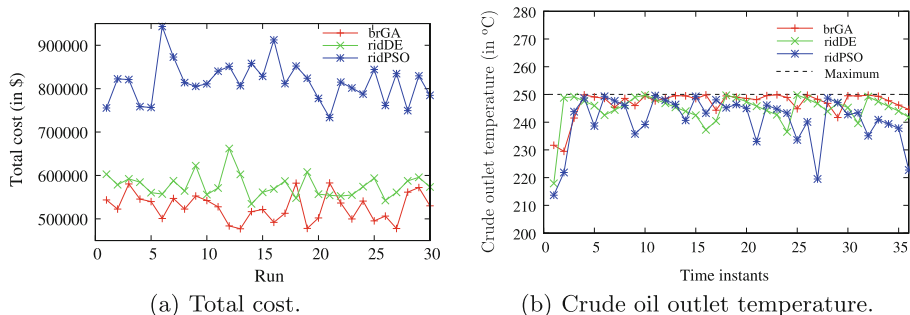 brGA
ridDE
ridPSO
900000
800000
700000
600000
500000
0
5
10
15
20
25
30
Total cost (in $)
Run
(a) Total cost.
brGA
ridDE
ridPSO
Maximum
280
270
260
250
240
230
220
210
200
0
5
10
15
20
25
30
35
Crude outlet temperature (in °C)
Time instants
(b) Crude oil outlet temperature.